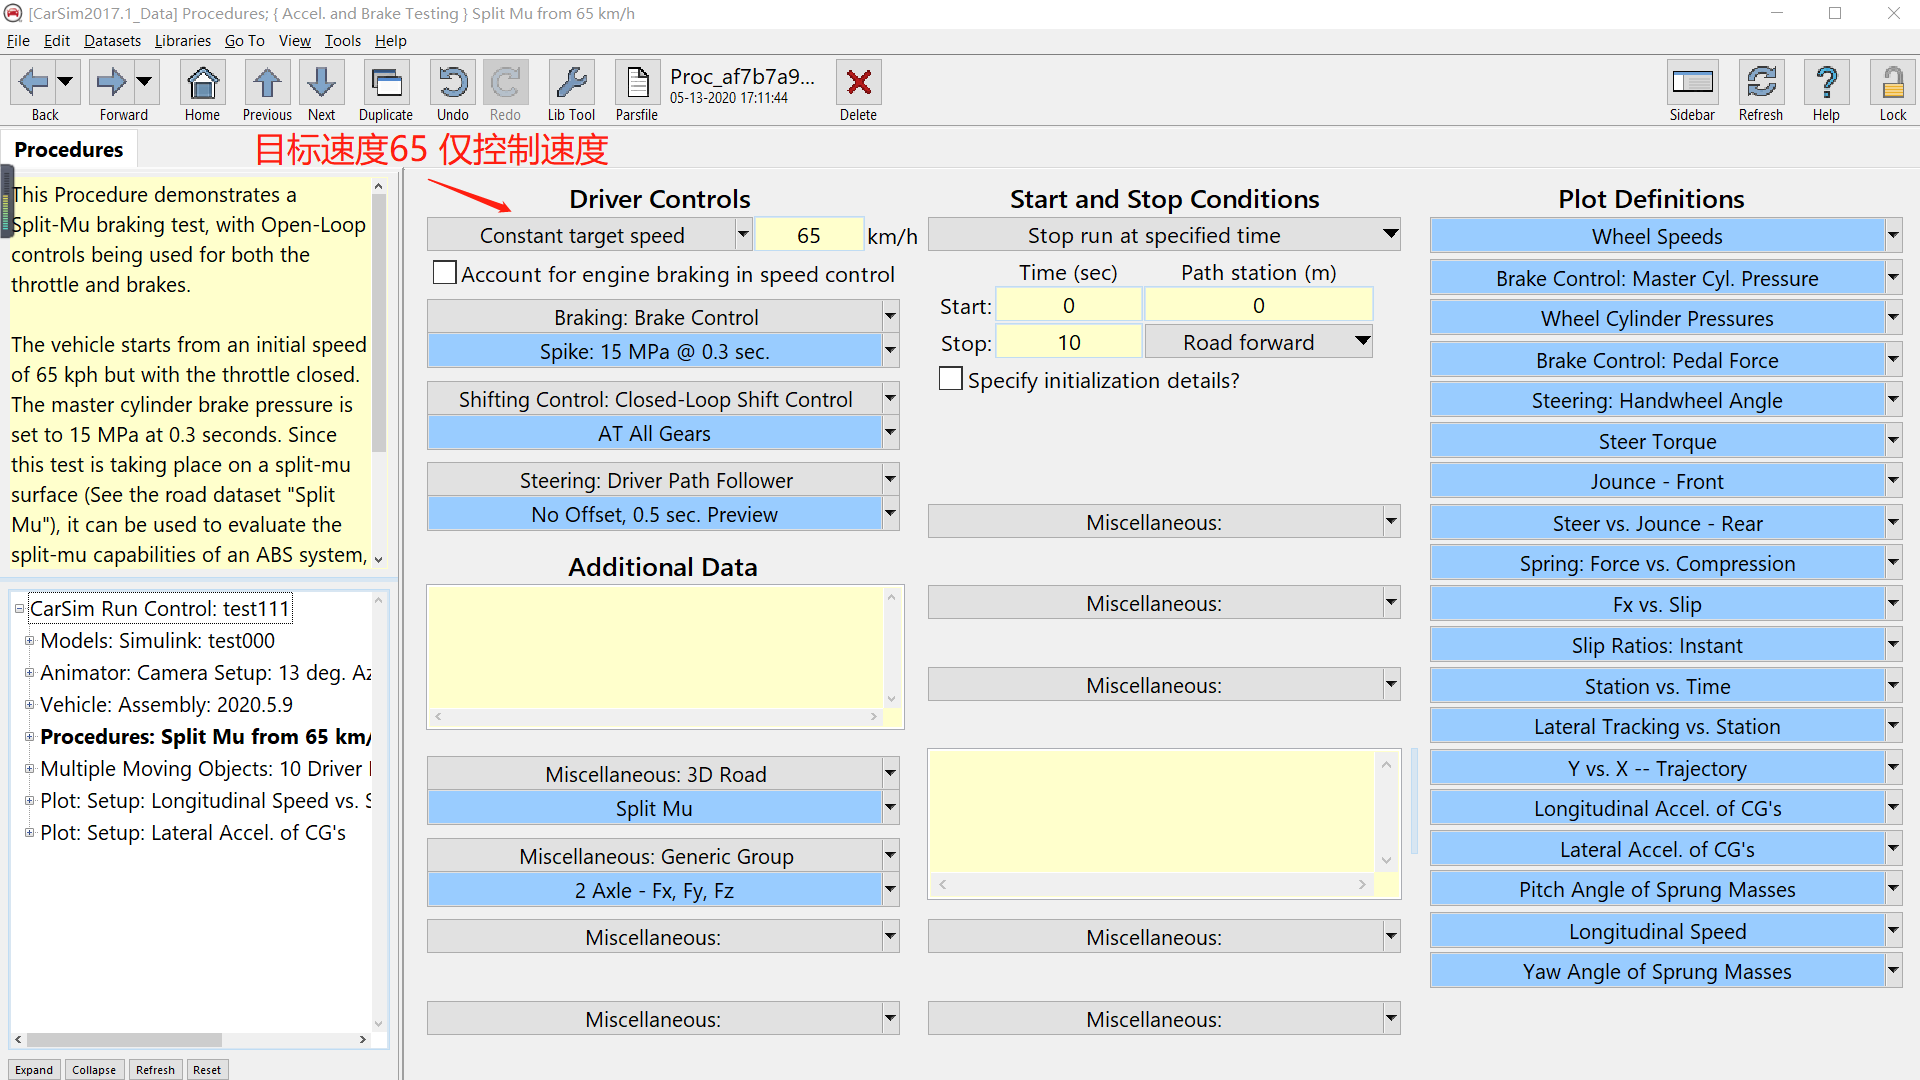 [CarSim2017.1_Data] Procedures; { Accel. and Brake Testing } Split Mu from 65 km/h
File Edit Datasets Libraries Go To View Tools Help
Proc_af7b7a9...
05-13-2020 17:11:44
Back Forward Home Previous Next Duplicate Undo Redo Lib Tool Parsfile Delete Sidebar Refresh Help Lock
Procedures
目标速度65 仅控制速度
This Procedure demonstrates a
Split-Mu braking test, with Open-Loop
controls being used for both the
throttle and brakes.
The vehicle starts from an initial speed
of 65 kph but with the throttle closed.
The master cylinder brake pressure is
set to 15 MPa at 0.3 seconds. Since
this test is taking place on a split-mu
surface (See the road dataset "Split
Mu"), it can be used to evaluate the
split-mu capabilities of an ABS system,
CarSim Run Control: test111
Models: Simulink: test000
Animator: Camera Setup: 13 deg. Az
Vehicle: Assembly: 2020.5.9
Procedures: Split Mu from 65 km/
Multiple Moving Objects: 10 Driver
Plot: Setup: Longitudinal Speed vs. S
Plot: Setup: Lateral Accel. of CG's
Expand Collapse Refresh Reset
Driver Controls
Constant target speed 65 km/h
Account for engine braking in speed control
Braking: Brake Control
Spike: 15 MPa @ 0.3 sec.
Shifting Control: Closed-Loop Shift Control
AT All Gears
Steering: Driver Path Follower
No Offset, 0.5 sec. Preview
Additional Data
Miscellaneous: 3D Road
Split Mu
Miscellaneous: Generic Group
2 Axle - Fx, Fy, Fz
Miscellaneous:
Miscellaneous:
Start and Stop Conditions
Stop run at specified time
Time (sec) Path station (m)
Start: 0 0
Stop: 10 Road forward
Specify initialization details?
Miscellaneous:
Miscellaneous:
Miscellaneous:
Miscellaneous:
Miscellaneous:
Plot Definitions
Wheel Speeds
Brake Control: Master Cyl. Pressure
Wheel Cylinder Pressures
Brake Control: Pedal Force
Steering: Handwheel Angle
Steer Torque
Jounce - Front
Steer vs. Jounce - Rear
Spring: Force vs. Compression
Fx vs. Slip
Slip Ratios: Instant
Station vs. Time
Lateral Tracking vs. Station
Y vs. X -- Trajectory
Longitudinal Accel. of CG's
Lateral Accel. of CG's
Pitch Angle of Sprung Masses
Longitudinal Speed
Yaw Angle of Sprung Masses